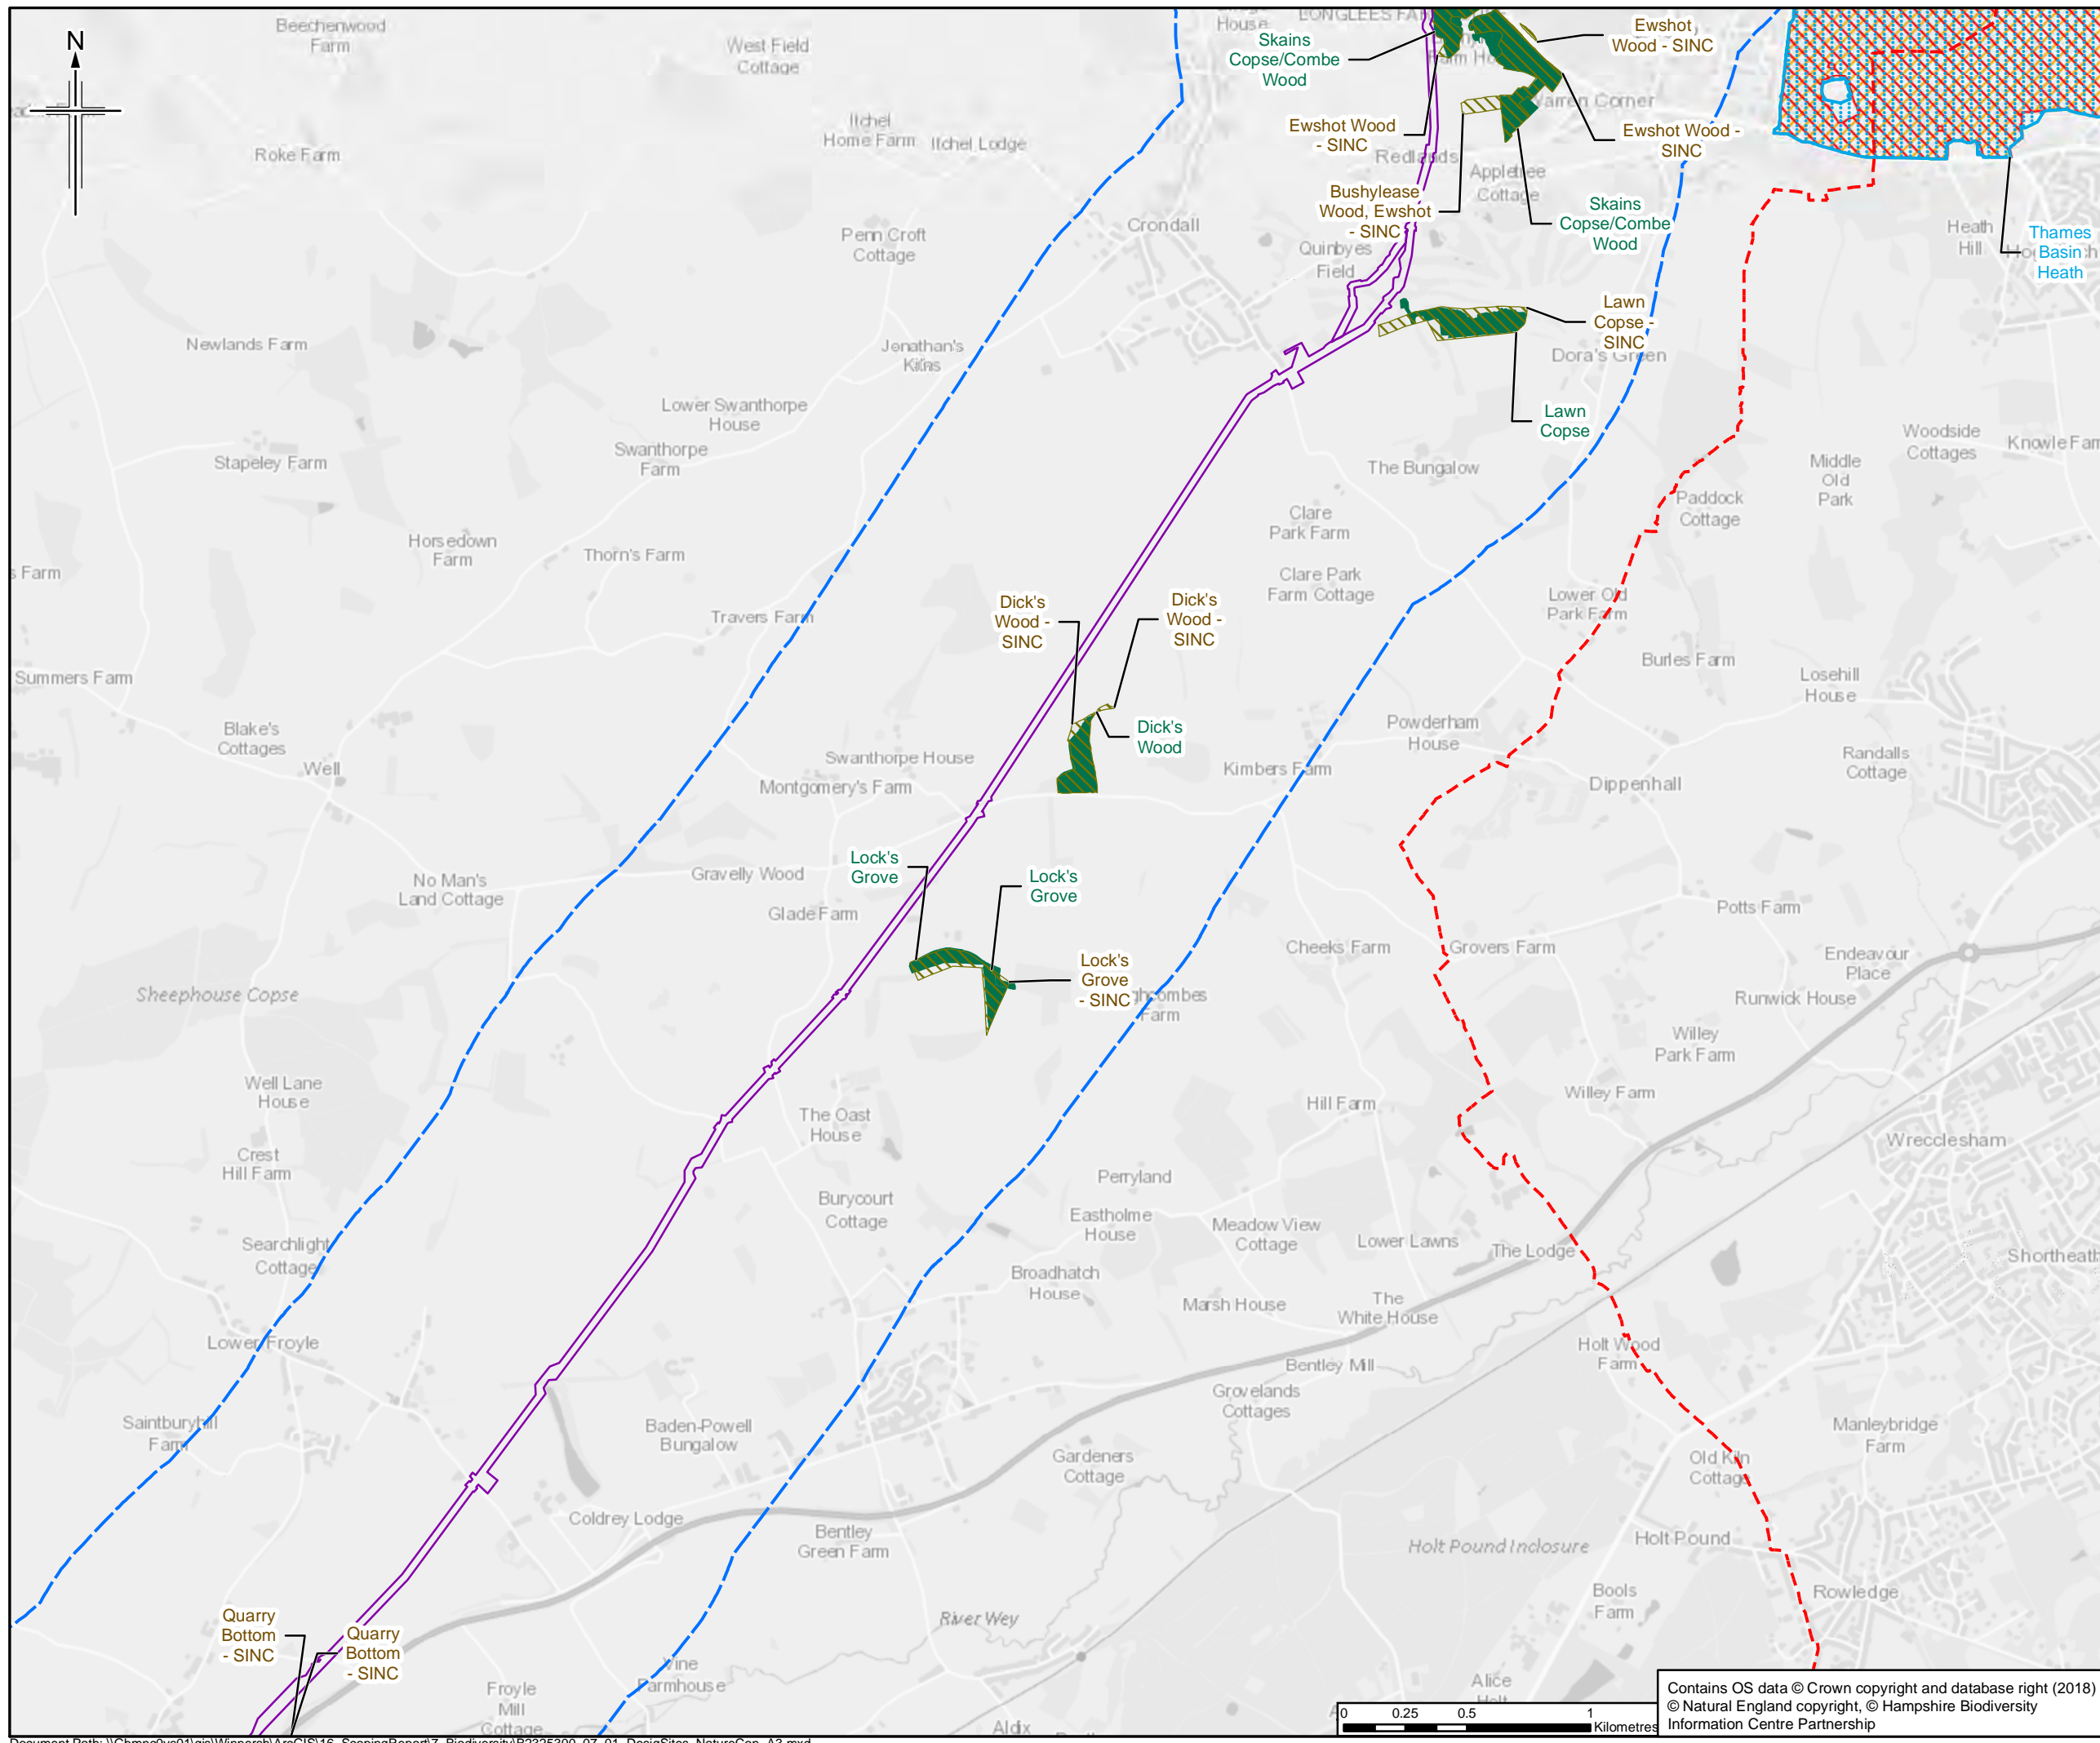 Beechenwood
Farm
N
West Field
Cottage
House
Skains
Copse/Combe
Wood
Ewshot
Wood - SINC
Warren Corner
Itchel
Home Farm
Itchel Lodge
Roke Farm
Ewshot Wood
- SINC
Ewshot Wood -
SINC
Redlands
Appletree
Cottage
Bushylease
Wood, Ewshot
- SINC
Skains
Copse/Combe
Wood
Crondall
Penn Croft
Cottage
Quinbyes
Field
Heath
Hill
Thames
Basin
Heath
Lawn
Copse -
SINC
Dora's Green
Newlands Farm
Jonathan's
Kilns
Lower Swanthorpe
House
Lawn
Copse
Swanthorpe
Farm
Stapeley Farm
The Bungalow
Woodside
Cottages
Middle
Old
Park
Paddock
Cottage
Clare
Park Farm
Horsedown
Farm
Thorn's Farm
s Farm
Clare Park
Farm Cottage
Lower Old
Park Farm
Dick's
Wood -
SINC
Dick's
Wood -
SINC
Travers Farm
Burles Farm
Losehill
House
Summers Farm
Blake's
Cottages
Dick's
Wood
Powderham
House
Swanthorpe House
Well
Kimbers Farm
Randalls
Cottage
Montgomery's Farm
Dippenhall
Lock's
Grove
Gravelly Wood
Lock's
Grove
No Man's
Land Cottage
Glade Farm
Potts Farm
Cheeks Farm
Grovers Farm
Endeavour
Place
Lock's
Grove
- SINC
Farm
Sheephouse Copse
Runwick House
Willey
Park Farm
Well Lane
House
Willey Farm
Hill Farm
The Oast
House
Wrecclesham
Crest
Hill Farm
Perryland
Burycourt
Cottage
Eastholme
House
Meadow View
Cottage
Lower Lawns
The Lodge
Searchlight
Cottage
Shortheath
Broadhatch
House
Marsh House
The
White House
Lower Froyle
Holt Wood
Farm
Bentley Mill
Grovelands
Cottages
Saintburyhill
Farm
Baden-Powell
Bungalow
Manleybridge
Farm
Gardeners
Cottage
Old Kiln
Cottage
Coldrey Lodge
Bentley
Green Farm
Holt Pound Inclosure
Holt Pound
Bools
Farm
Rowledge
Quarry
Bottom
- SINC
Quarry
Bottom
- SINC
River Wey
Vine
Farmhouse
Froyle
Mill
Cottage
Alice
Holt
0 0.25 0.5 1
Kilometres
Contains OS data © Crown copyright and database right (2018)
© Natural England copyright, © Hampshire Biodiversity
Information Centre Partnership